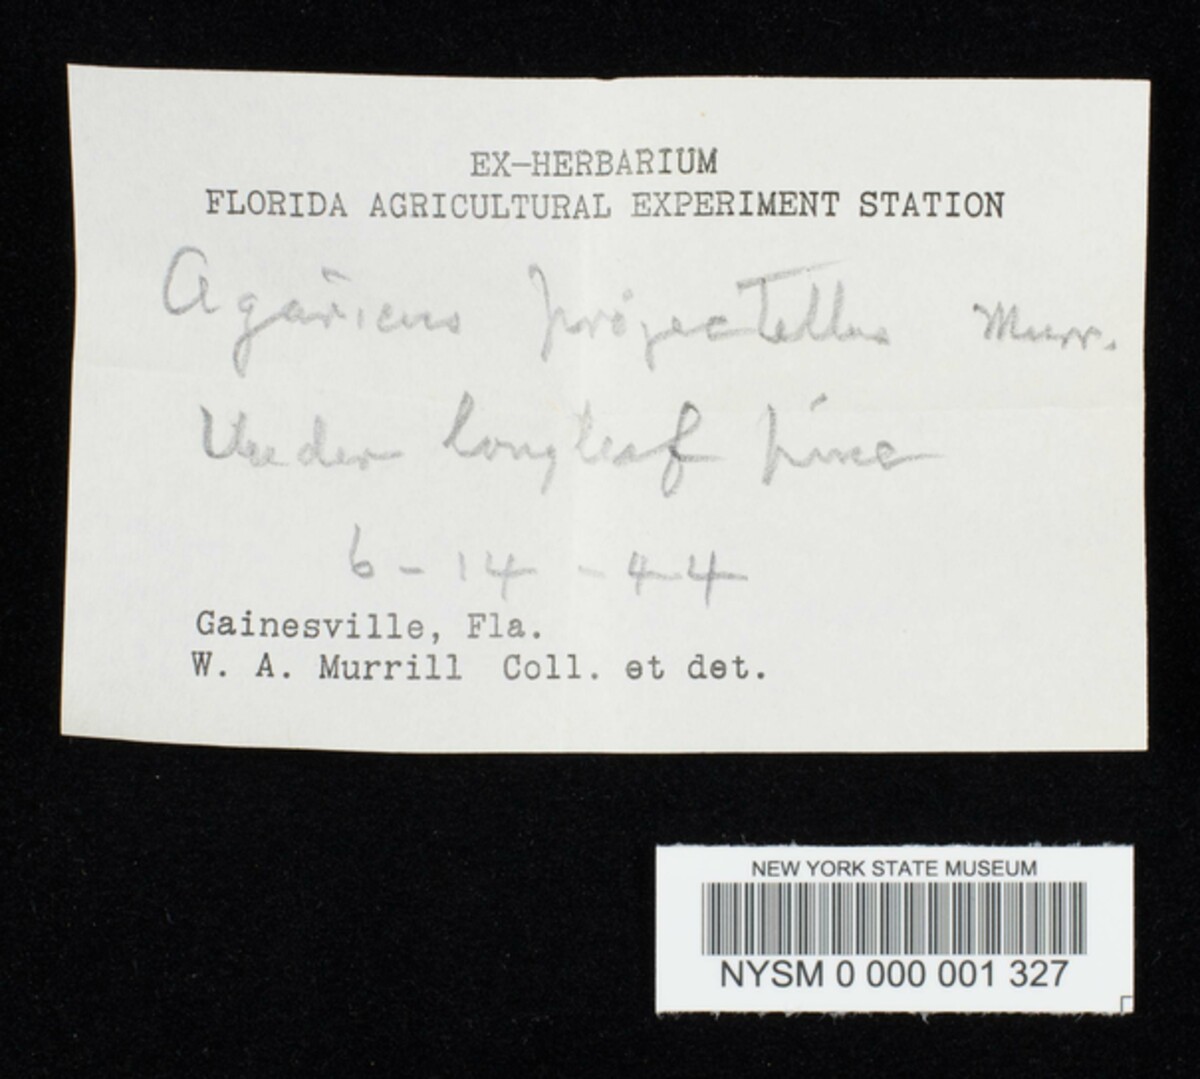 EX-HERBARIUM
FLORIDA AGRICULTURAL EXPERIMENT STATION
Agaricus projectellus Murr.
Under longleaf pine
6-14-44
Gainesville, Fla.
W. A. Murrill Coll. et det.
NEW YORK STATE MUSEUM
NYSM 0 000 001 327